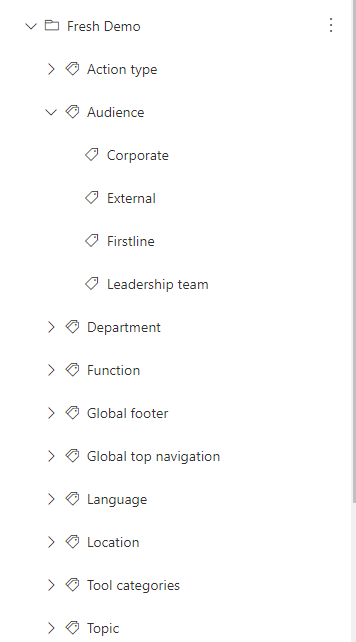 Fresh Demo
Action type
Audience
Corporate
External
Firstline
Leadership team
Department
Function
Global footer
Global top navigation
Language
Location
Tool categories
Topic